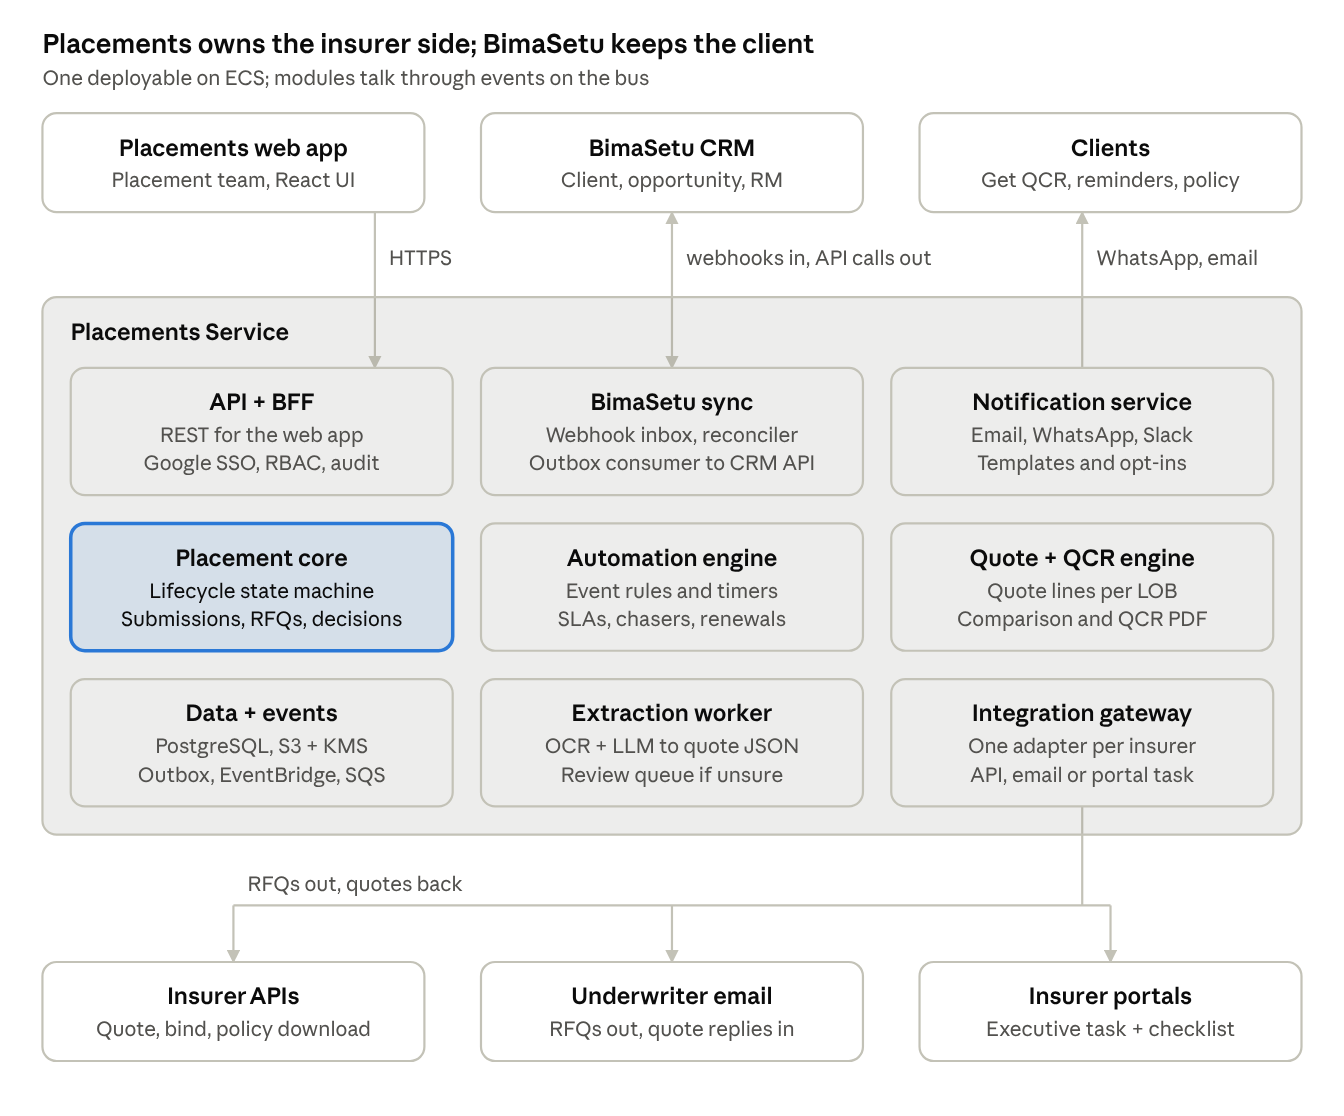 Placements owns the insurer side; BimaSetu keeps the client
One deployable on ECS; modules talk through events on the bus
Placements web app
Placement team, React UI
BimaSetu CRM
Client, opportunity, RM
Clients
Get QCR, reminders, policy
HTTPS
webhooks in, API calls out
WhatsApp, email
Placements Service
API + BFF
REST for the web app
Google SSO, RBAC, audit
BimaSetu sync
Webhook inbox, reconciler
Outbox consumer to CRM API
Notification service
Email, WhatsApp, Slack
Templates and opt-ins
Placement core
Lifecycle state machine
Submissions, RFQs, decisions
Automation engine
Event rules and timers
SLAs, chasers, renewals
Quote + QCR engine
Quote lines per LOB
Comparison and QCR PDF
Data + events
PostgreSQL, S3 + KMS
Outbox, EventBridge, SQS
Extraction worker
OCR + LLM to quote JSON
Review queue if unsure
Integration gateway
One adapter per insurer
API, email or portal task
RFQs out, quotes back
Insurer APIs
Quote, bind, policy download
Underwriter email
RFQs out, quote replies in
Insurer portals
Executive task + checklist